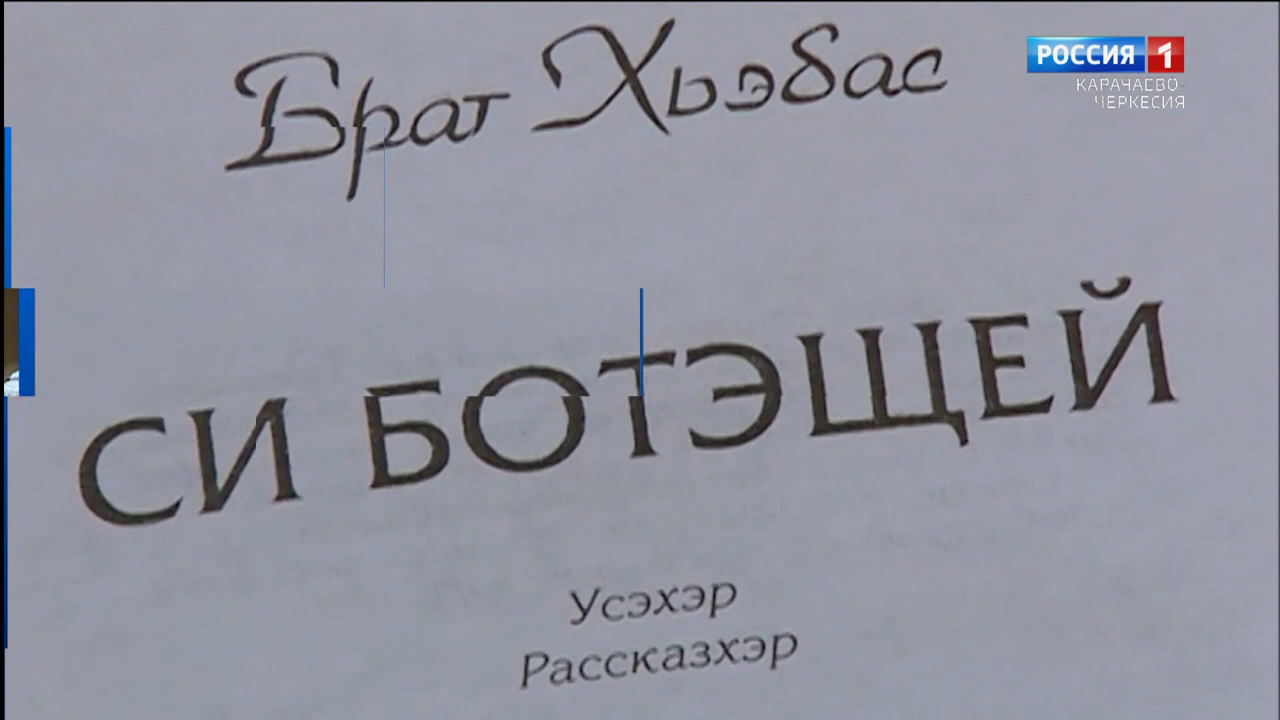 Брат Хьэбас
РОССИЯ 1
КАРАЧАЕВО-
ЧЕРКЕСИЯ
СИ БОТЭЩЕЙ
Усэхэр
Рассказхэр